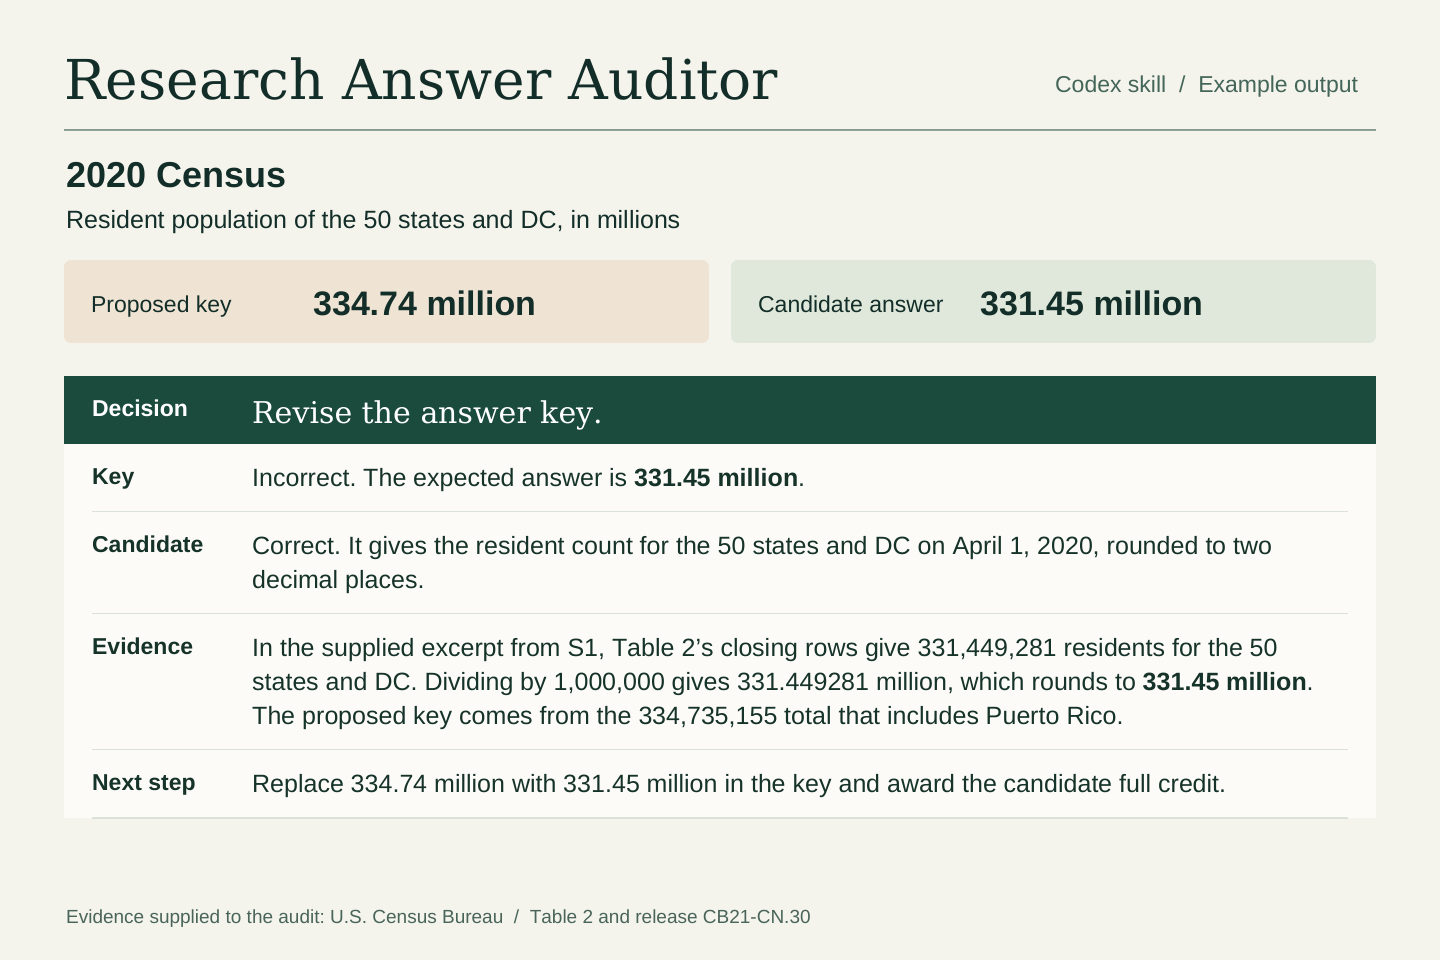 Research Answer Auditor
Codex skill / Example output
2020 Census
Resident population of the 50 states and DC, in millions
Proposed key 334.74 million
Candidate answer 331.45 million
Decision Revise the answer key.
Key Incorrect. The expected answer is 331.45 million.
Candidate Correct. It gives the resident count for the 50 states and DC on April 1, 2020, rounded to two
decimal places.
Evidence In the supplied excerpt from S1, Table 2’s closing rows give 331,449,281 residents for the 50
states and DC. Dividing by 1,000,000 gives 331.449281 million, which rounds to 331.45 million.
The proposed key comes from the 334,735,155 total that includes Puerto Rico.
Next step Replace 334.74 million with 331.45 million in the key and award the candidate full credit.
Evidence supplied to the audit: U.S. Census Bureau / Table 2 and release CB21-CN.30